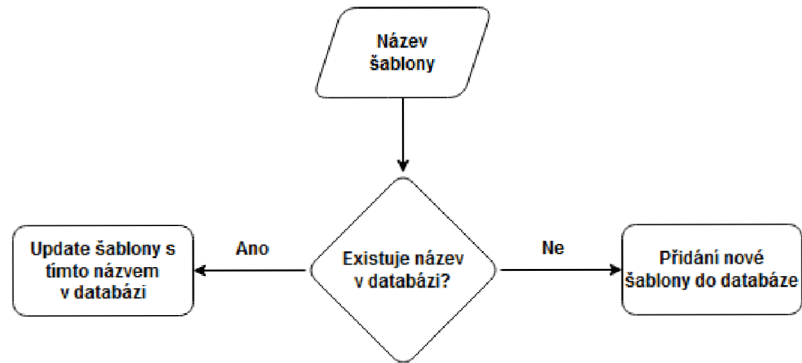 Název
šablony
Update šablony s
tímto názvem
v databázi
Ano
Existuje název
v databázi?
Ne
Přidání nové
šablony do databáze